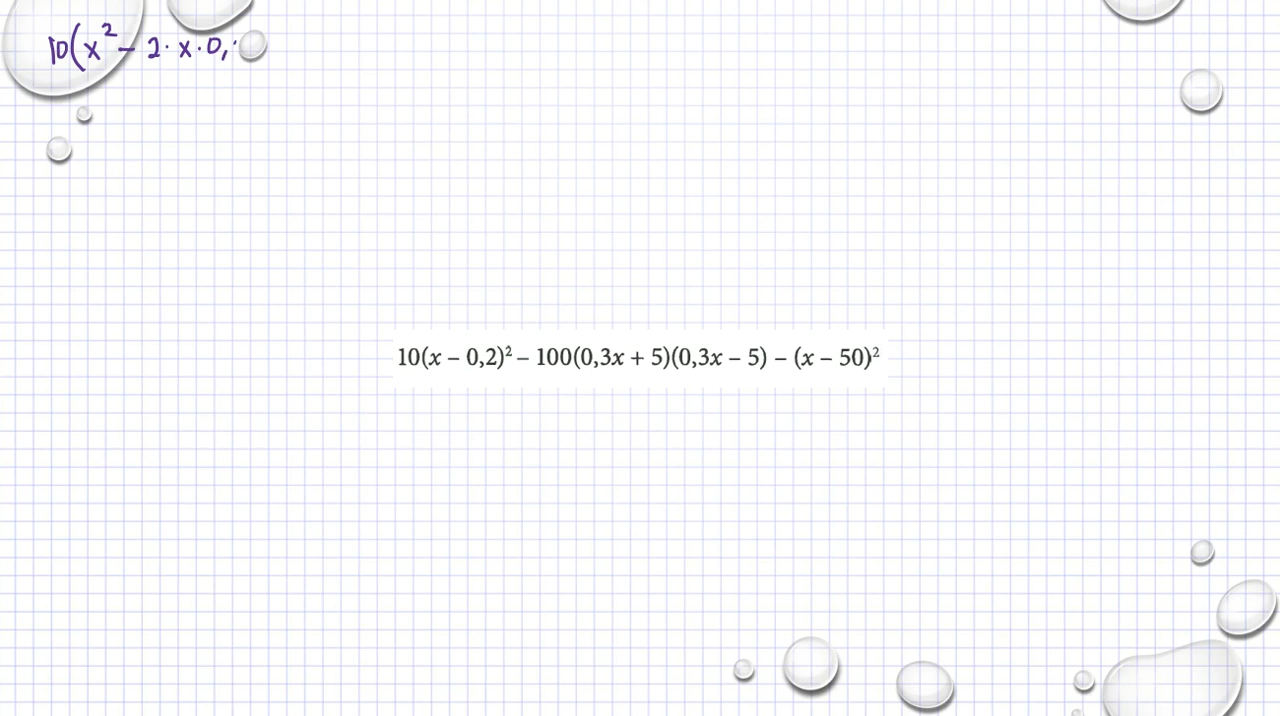 10(x² – 2· x·0,
10(x – 0,2)² – 100(0,3x + 5)(0,3x – 5) – (x – 50)²